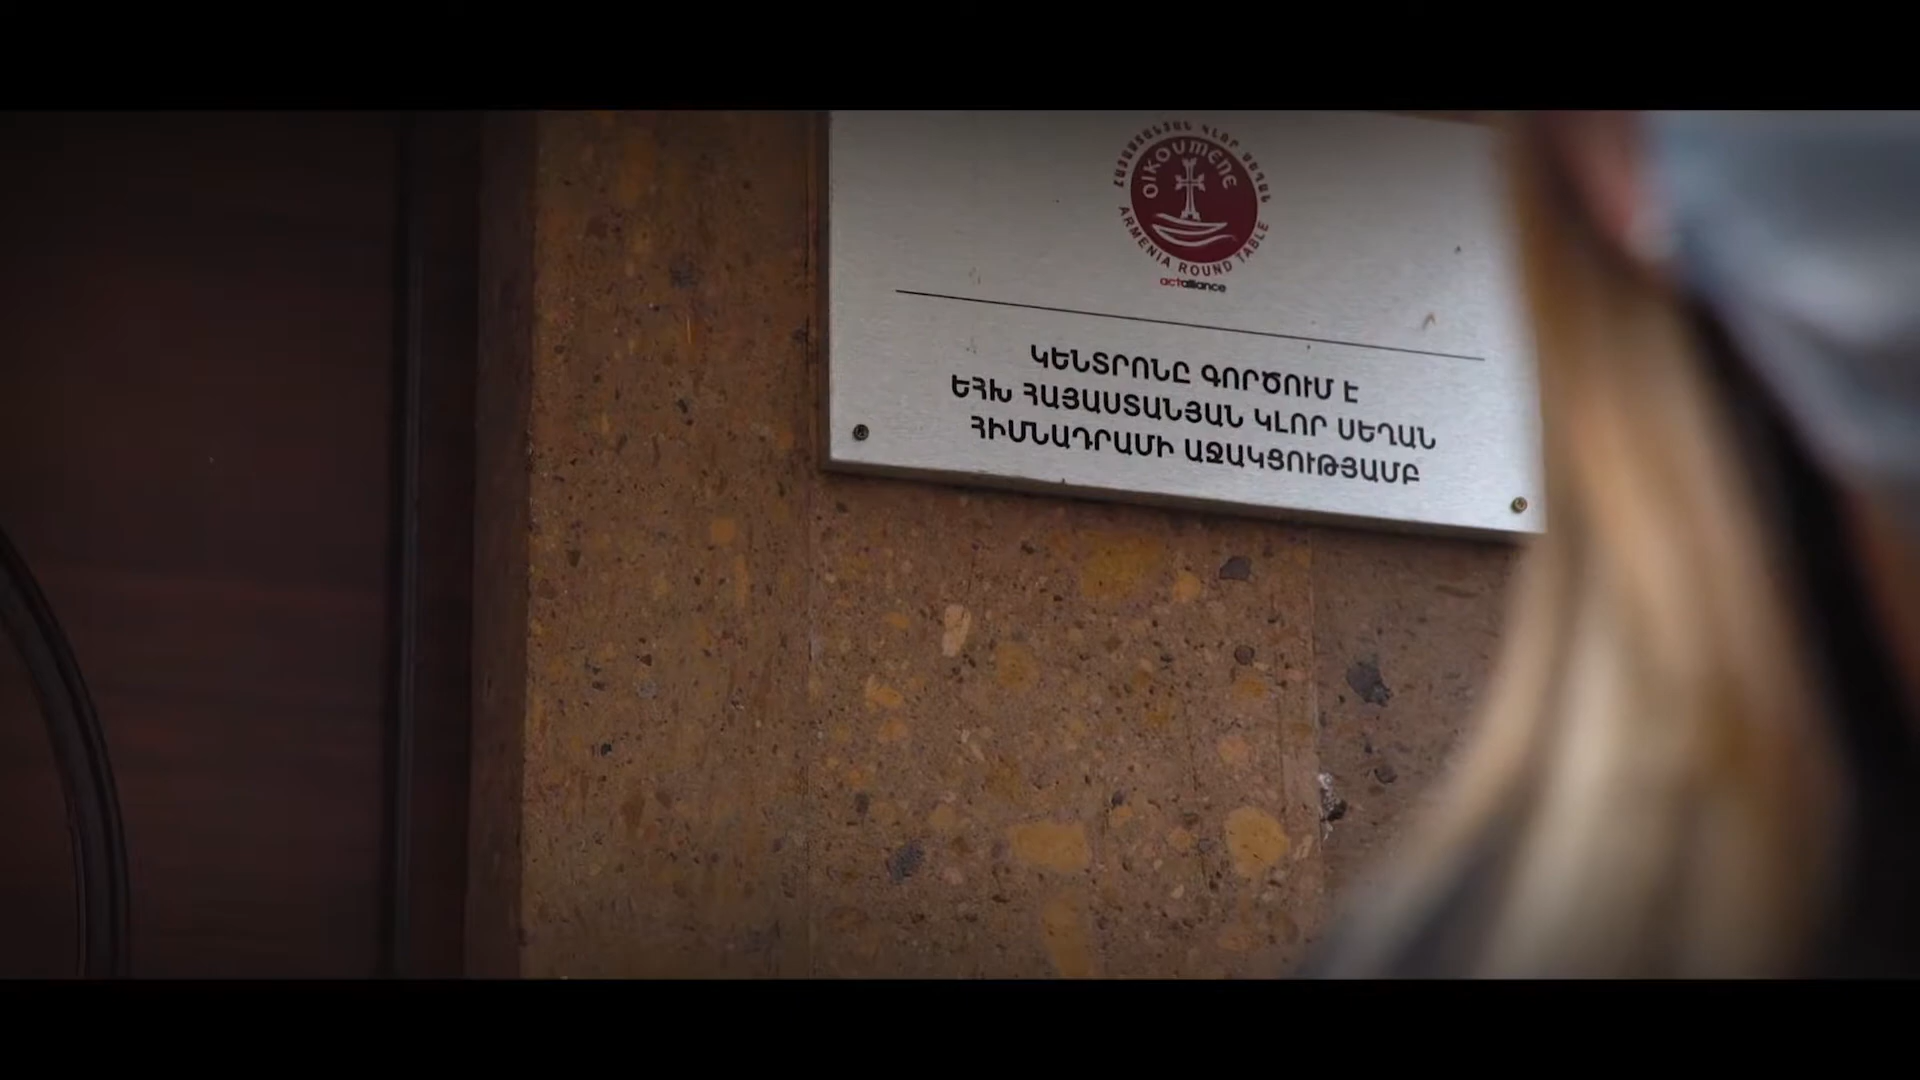 ՀԱՅԱՍՏԱՆՅԱՆ ԿԼՈՐ ՍԵՂԱՆ
OIKOUMENE
ARMENIA ROUND TABLE
actalliance
ԿԵՆՏՐՈՆԸ ԳՈՐԾՈՒՄ Է
ԵՀԽ ՀԱՅԱՍՏԱՆՅԱՆ ԿԼՈՐ ՍԵՂԱՆ
ՀԻՄՆԱԴՐԱՄԻ ԱՋԱԿՑՈՒԹՅԱՄԲ